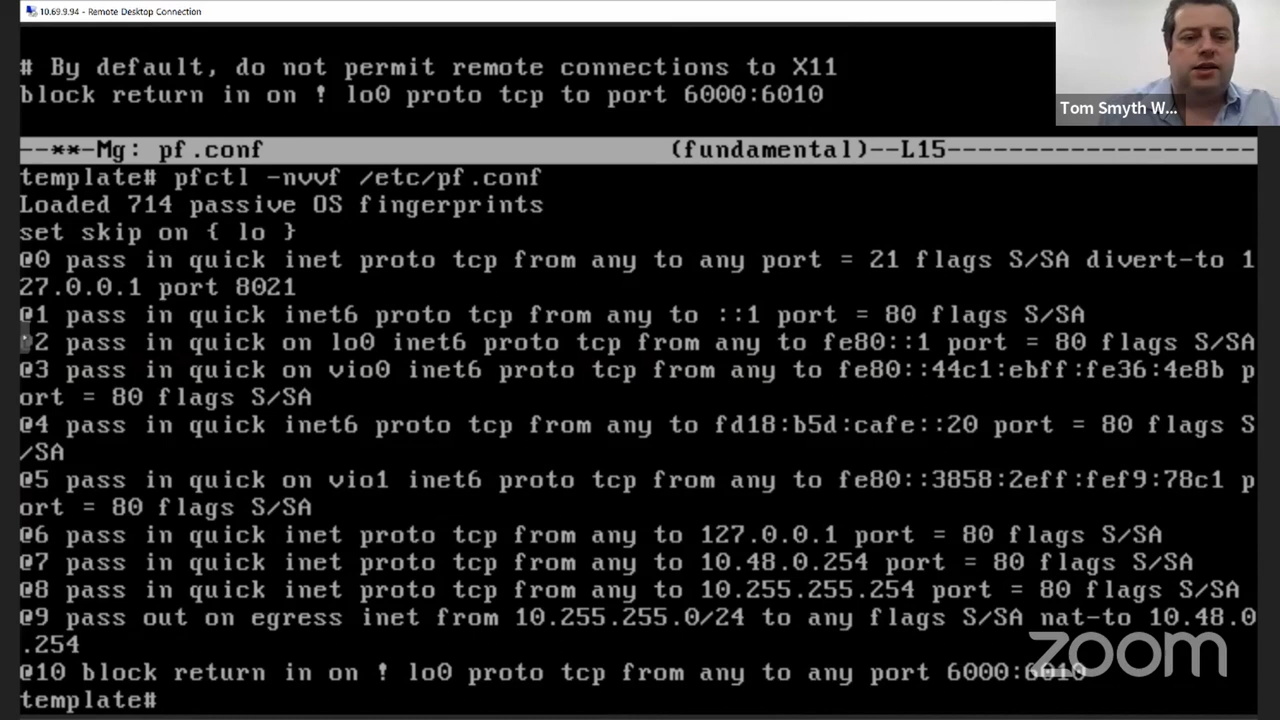 10.69.9.94 - Remote Desktop Connection
# By default, do not permit remote connections to X11
block return in on ! lo0 proto tcp to port 6000:6010
Tom Smyth W...
--**-Mg: pf.conf (fundamental)--L15--------------------
template# pfctl -nvvf /etc/pf.conf
Loaded 714 passive OS fingerprints
set skip on { lo }
@0 pass in quick inet proto tcp from any to any port = 21 flags S/SA divert-to 1
27.0.0.1 port 8021
@1 pass in quick inet6 proto tcp from any to ::1 port = 80 flags S/SA
@2 pass in quick on lo0 inet6 proto tcp from any to fe80::1 port = 80 flags S/SA
@3 pass in quick on vio0 inet6 proto tcp from any to fe80::44c1:ebff:fe36:4e8b p
ort = 80 flags S/SA
@4 pass in quick inet6 proto tcp from any to fd18:b5d:cafe::20 port = 80 flags S
/SA
@5 pass in quick on vio1 inet6 proto tcp from any to fe80::3858:2eff:fef9:78c1 p
ort = 80 flags S/SA
@6 pass in quick inet proto tcp from any to 127.0.0.1 port = 80 flags S/SA
@7 pass in quick inet proto tcp from any to 10.48.0.254 port = 80 flags S/SA
@8 pass in quick inet proto tcp from any to 10.255.255.254 port = 80 flags S/SA
@9 pass out on egress inet from 10.255.255.0/24 to any flags S/SA nat-to 10.48.0
.254
@10 block return in on ! lo0 proto tcp from any to any port 6000:6010
template#
zoom